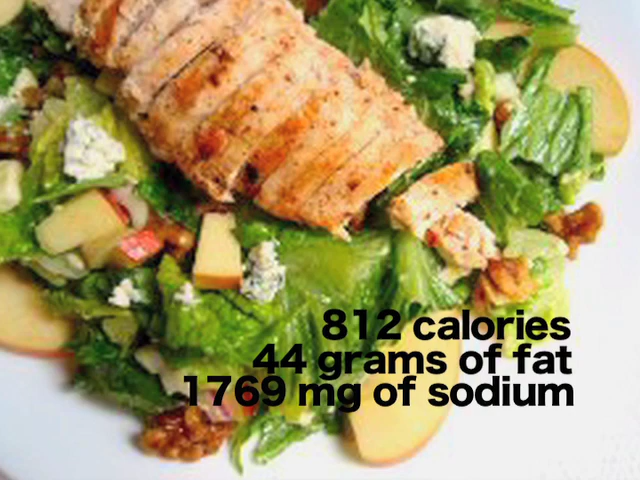 812 calories
44 grams of fat
1769 mg of sodium